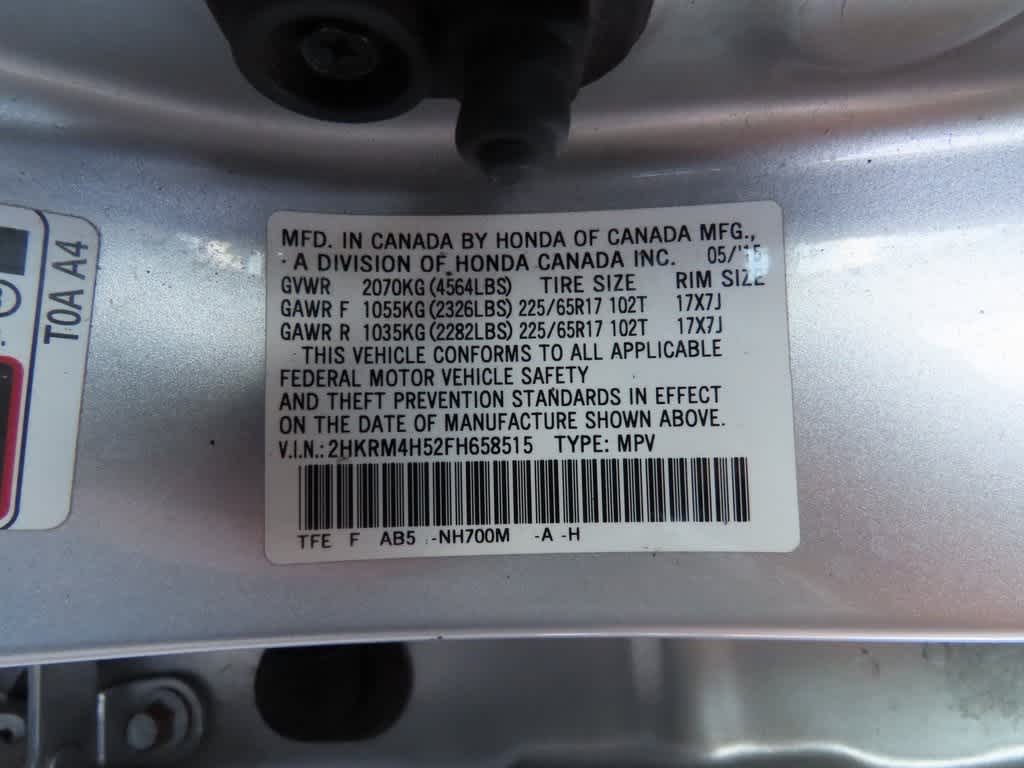 T0A A4
MFD. IN CANADA BY HONDA OF CANADA MFG.,
A DIVISION OF HONDA CANADA INC. 05/'15
GVWR 2070KG (4564LBS) TIRE SIZE RIM SIZE
GAWR F 1055KG (2326LBS) 225/65R17 102T 17X7J
GAWR R 1035KG (2282LBS) 225/65R17 102T 17X7J
THIS VEHICLE CONFORMS TO ALL APPLICABLE
FEDERAL MOTOR VEHICLE SAFETY
AND THEFT PREVENTION STANDARDS IN EFFECT
ON THE DATE OF MANUFACTURE SHOWN ABOVE.
V.I.N.: 2HKRM4H52FH658515 TYPE: MPV
TFE F AB5 -NH700M -A -H